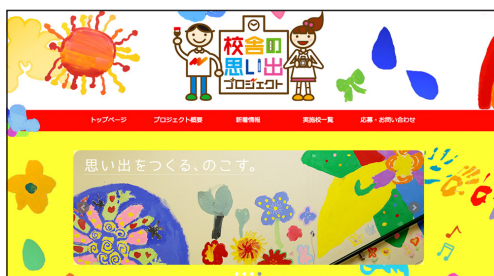 校舎の
思い出
プロジェクト
トップページ プロジェクト概要 新着情報 実施校一覧 応募・お問い合わせ
思い出をつくる、のこす。